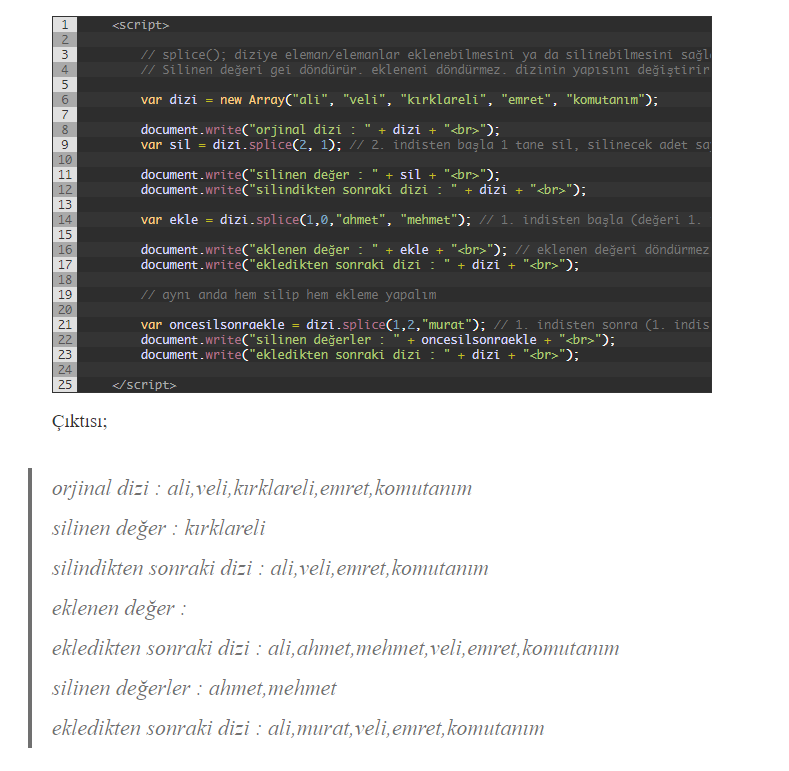 1 <script>
2
3 // splice(); diziye eleman/elemanlar eklenebilmesini ya da silinebilmesini
4 // Silinen değeri gei döndürür. ekleneni döndürmez. dizinin yapısını değiştirir
5
6 var dizi = new Array("ali", "veli", "kırklareli", "emret", "komutanım");
7
8 document.write("orjinal dizi : " + dizi + "<br>");
9 var sil = dizi.splice(2, 1); // 2. indisten başla 1 tane sil, silinecek adet
10
11 document.write("silinen değer : " + sil + "<br>");
12 document.write("silindikten sonraki dizi : " + dizi + "<br>");
13
14 var ekle = dizi.splice(1,0,"ahmet", "mehmet"); // 1. indisten başla (değeri 1.
15
16 document.write("eklenen değer : " + ekle + "<br>"); // eklenen değeri döndürmez
17 document.write("ekledikten sonraki dizi : " + dizi + "<br>");
18
19 // aynı anda hem silip hem ekleme yapalım
20
21 var oncesilsonraekle = dizi.splice(1,2,"murat"); // 1. indisten sonra (1. indis
22 document.write("silinen değerler : " + oncesilsonraekle + "<br>");
23 document.write("ekledikten sonraki dizi : " + dizi + "<br>");
24
25 </script>
Çıktısı;
orjinal dizi : ali,veli,kırklareli,emret,komutanım
silinen değer : kırklareli
silindikten sonraki dizi : ali,veli,emret,komutanım
eklenen değer :
ekledikten sonraki dizi : ali,ahmet,mehmet,veli,emret,komutanım
silinen değerler : ahmet,mehmet
ekledikten sonraki dizi : ali,murat,veli,emret,komutanım